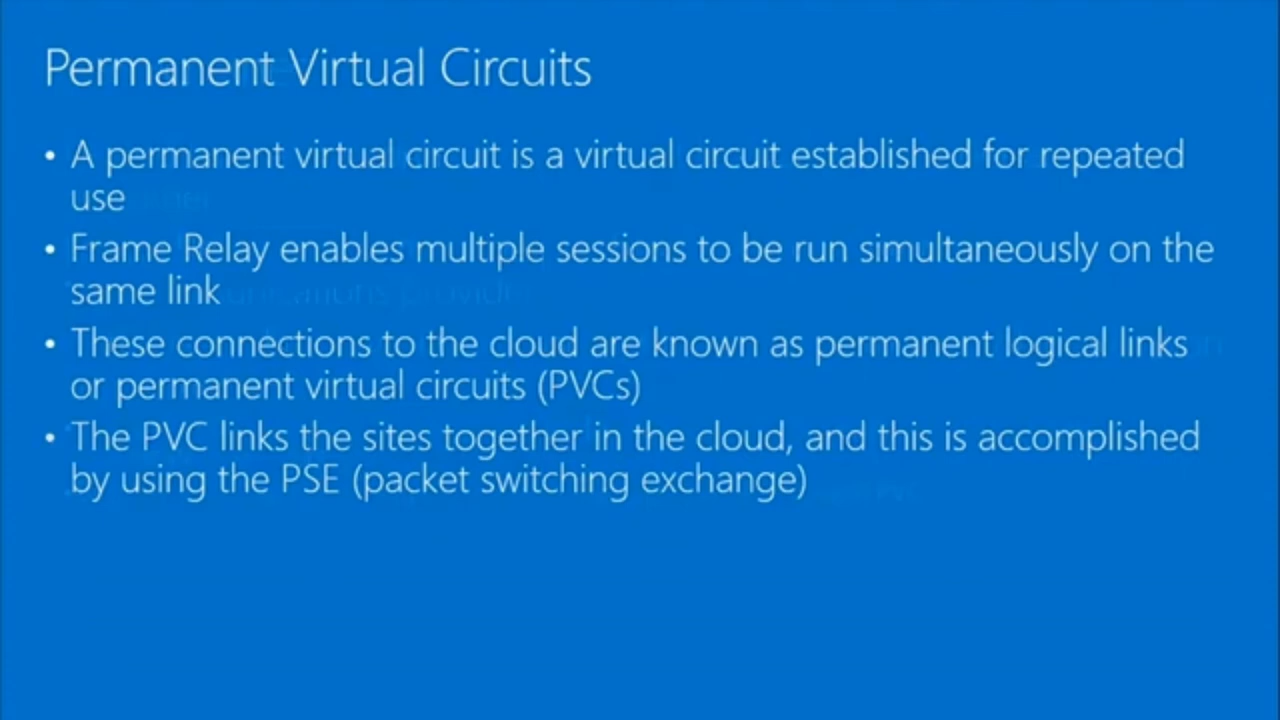 Permanent Virtual Circuits
• A permanent virtual circuit is a virtual circuit established for repeated
use
• Frame Relay enables multiple sessions to be run simultaneously on the
same link
• These connections to the cloud are known as permanent logical links
or permanent virtual circuits (PVCs)
• The PVC links the sites together in the cloud, and this is accomplished
by using the PSE (packet switching exchange)